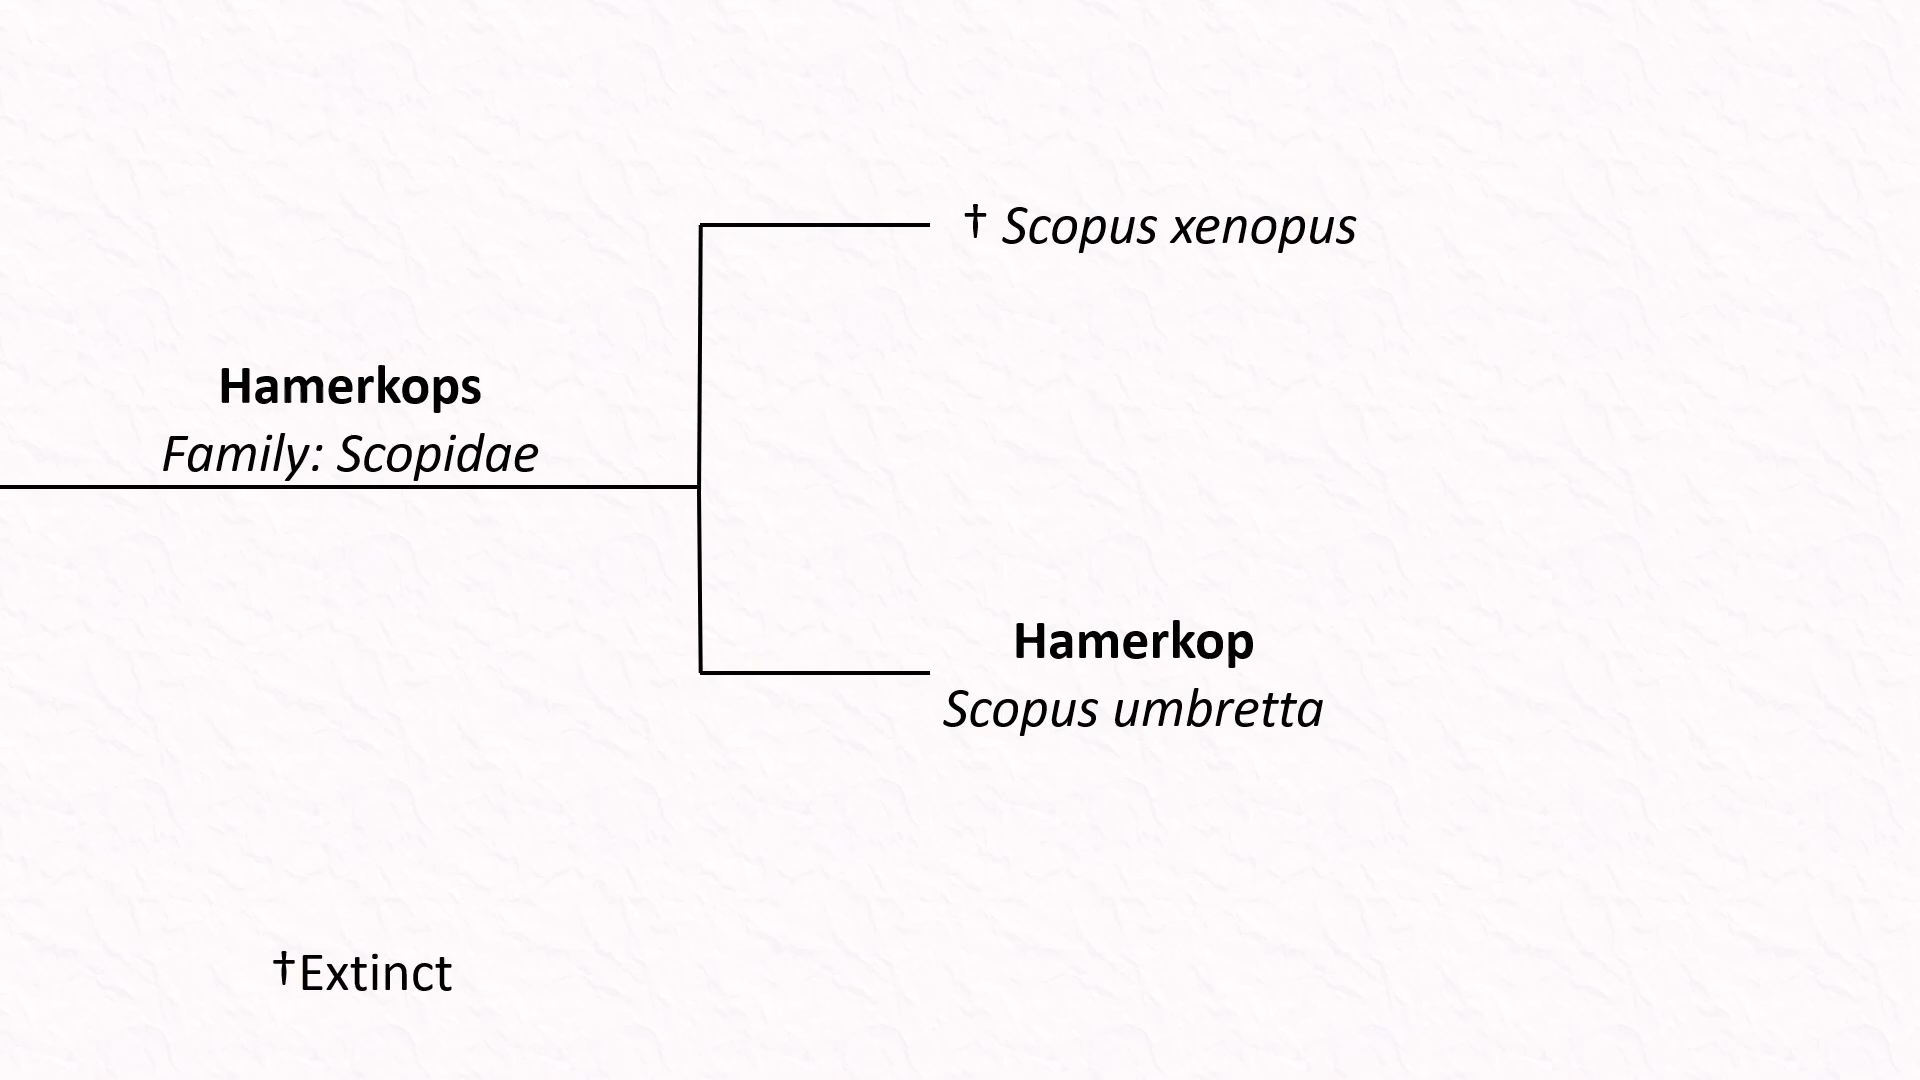 † Scopus xenopus
Hamerkops
Family: Scopidae
Hamerkop
Scopus umbretta
†Extinct